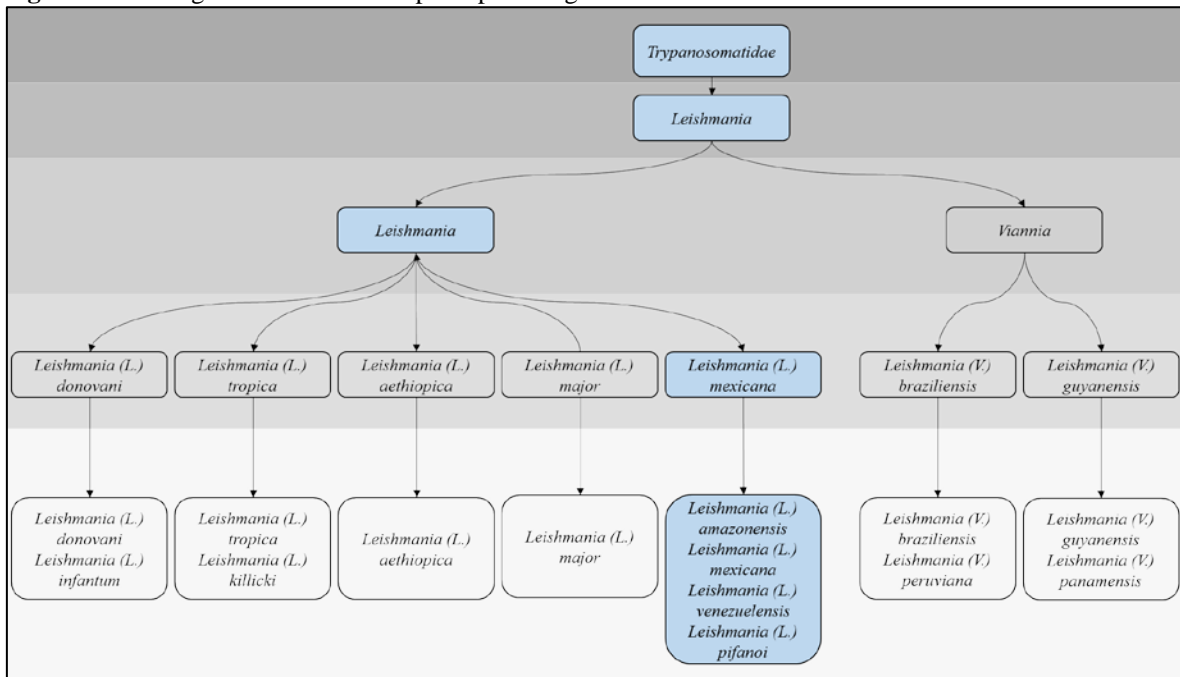 Trypanosomatidae
Leishmania
Leishmania
Viannia
Leishmania (L.)
donovani
Leishmania (L.)
tropica
Leishmania (L.)
aethiopica
Leishmania (L.)
major
Leishmania (L.)
mexicana
Leishmania (V.)
braziliensis
Leishmania (V.)
guyanensis
Leishmania (L.)
donovani
Leishmania (L.)
infantum
Leishmania (L.)
tropica
Leishmania (L.)
killicki
Leishmania (L.)
aethiopica
Leishmania (L.)
major
Leishmania (L.)
amazonensis
Leishmania (L.)
mexicana
Leishmania (L.)
venezuelensis
Leishmania (L.)
pifanoi
Leishmania (V.)
braziliensis
Leishmania (V)
peruviana
Leishmania (V.)
guyanensis
Leishmania (V.)
panamensis